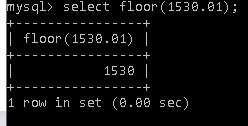 mysql> select floor(1530.01);
+----------------+
| floor(1530.01) |
+----------------+
|           1530 |
+----------------+
1 row in set (0.00 sec)